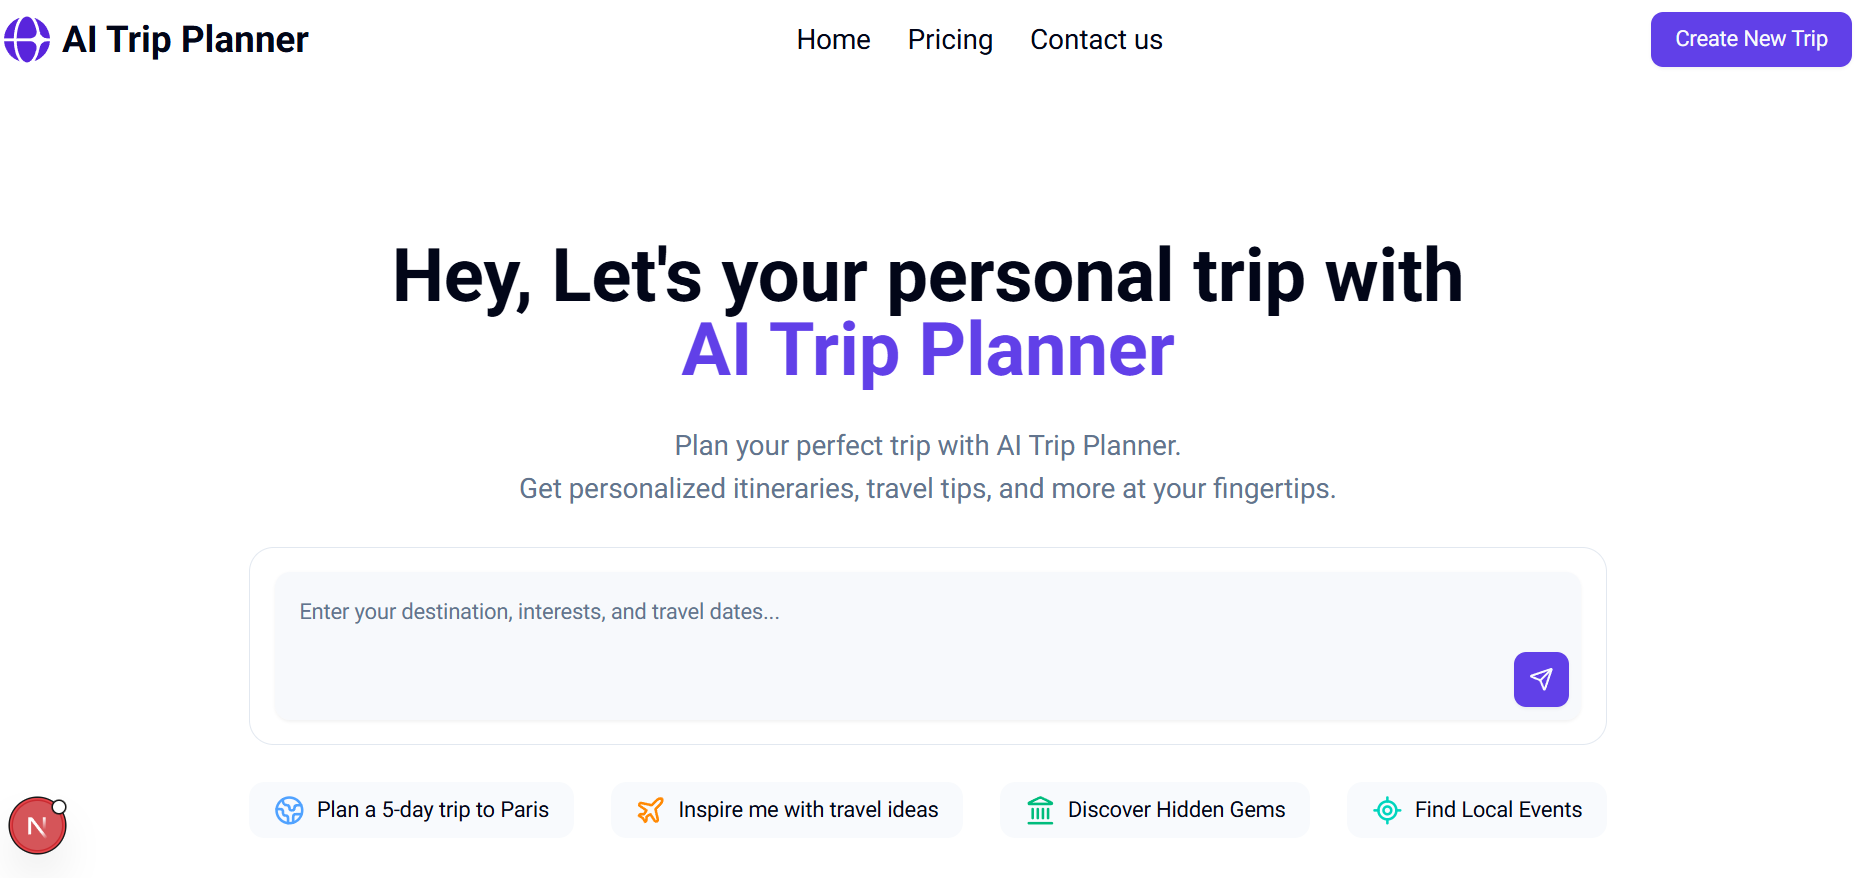 AI Trip Planner
Home Pricing Contact us
Create New Trip
Hey, Let's your personal trip with
AI Trip Planner
Plan your perfect trip with AI Trip Planner.
Get personalized itineraries, travel tips, and more at your fingertips.
Enter your destination, interests, and travel dates...
Plan a 5-day trip to Paris
Inspire me with travel ideas
Discover Hidden Gems
Find Local Events
N